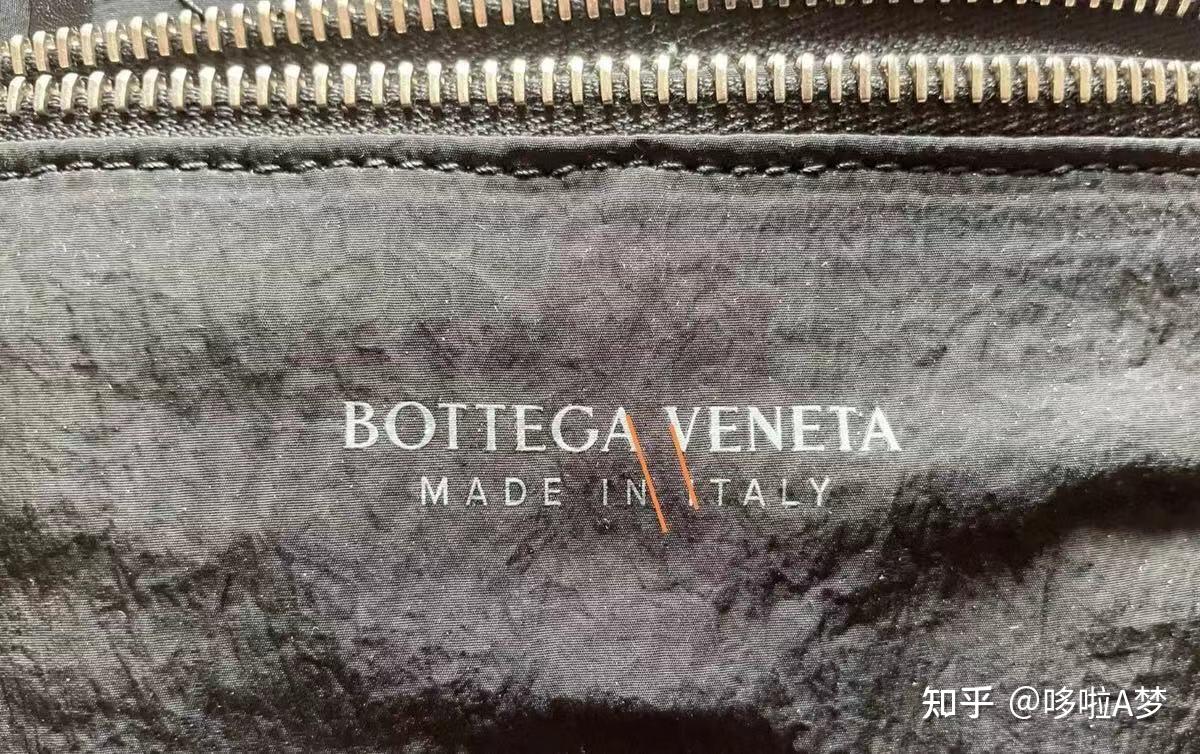 BOTTEGA VENETA
MADE IN ITALY
知乎 @哆啦A梦